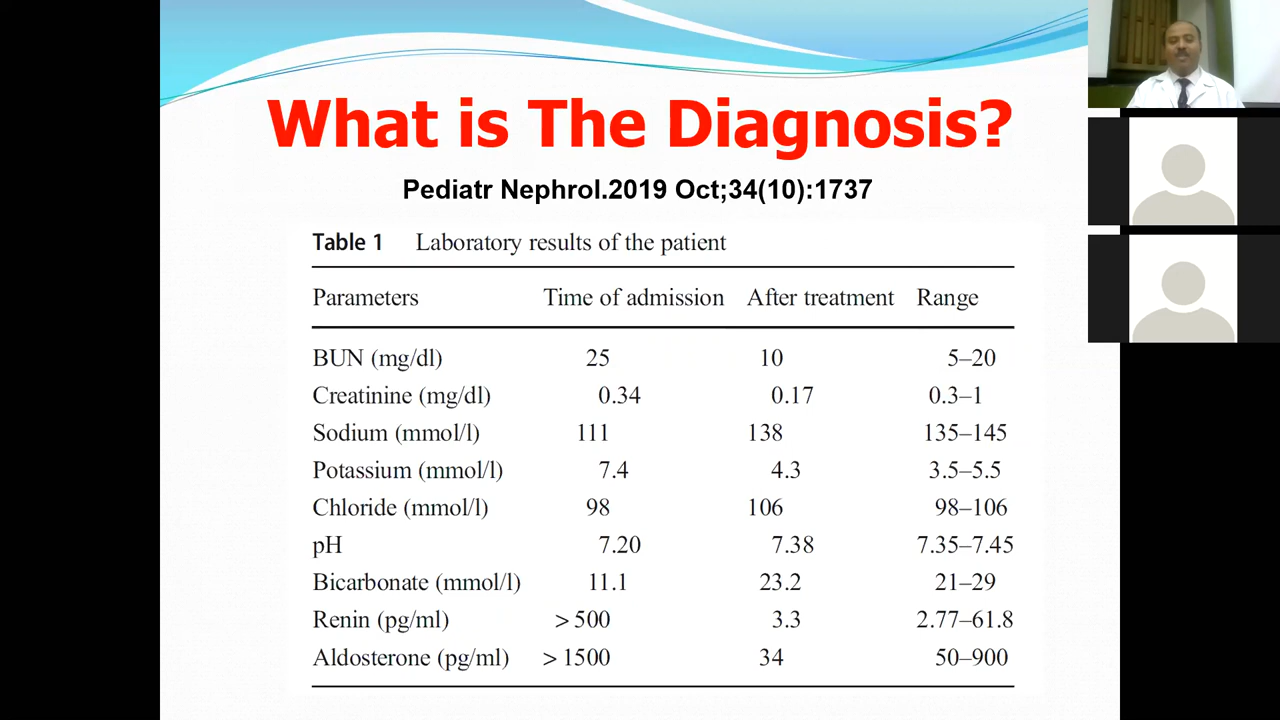 What is The Diagnosis?
Pediatr Nephrol.2019 Oct;34(10):1737
Table 1 Laboratory results of the patient
Parameters Time of admission After treatment Range
BUN (mg/dl) 25 10 5–20
Creatinine (mg/dl) 0.34 0.17 0.3–1
Sodium (mmol/l) 111 138 135–145
Potassium (mmol/l) 7.4 4.3 3.5–5.5
Chloride (mmol/l) 98 106 98–106
pH 7.20 7.38 7.35–7.45
Bicarbonate (mmol/l) 11.1 23.2 21–29
Renin (pg/ml) > 500 3.3 2.77–61.8
Aldosterone (pg/ml) > 1500 34 50–900